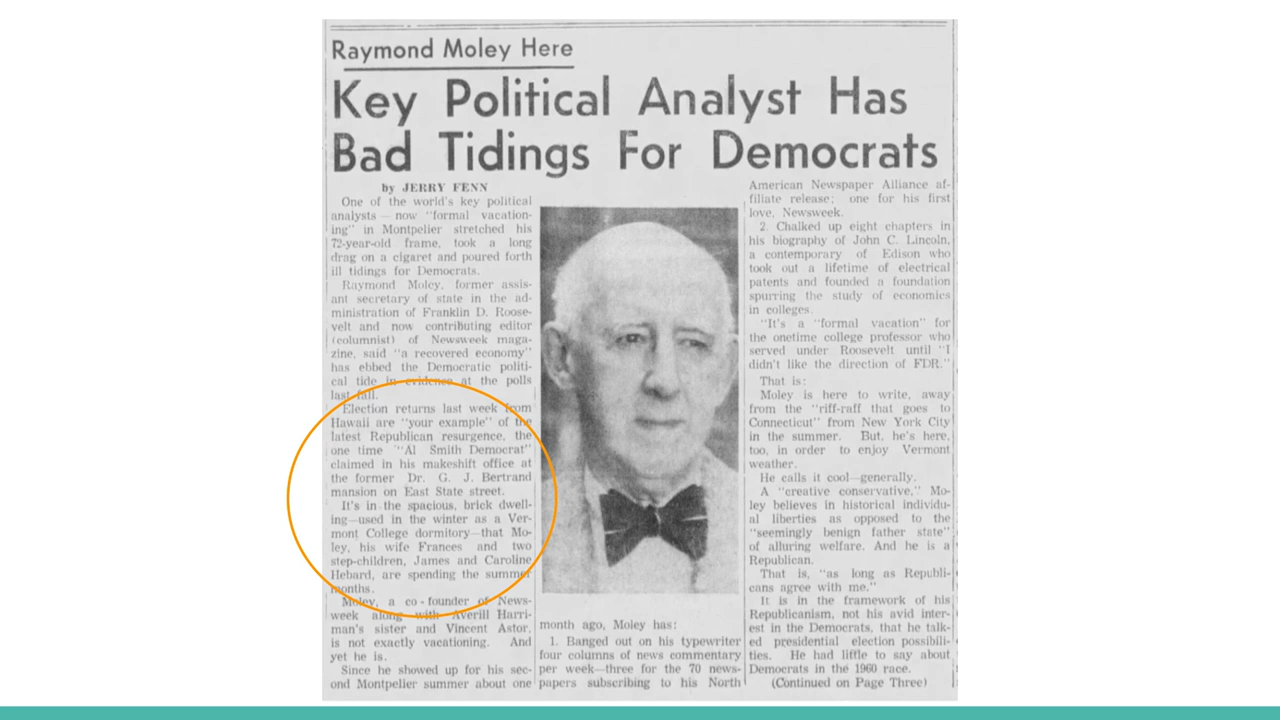 Raymond Moley Here
Key Political Analyst Has
Bad Tidings For Democrats
by JERRY FENN
One of the world's key political
analysts — now "formal vacation-
ing" in Montpelier stretched his
72-year-old frame, took a long
drag on a cigaret and poured forth
ill tidings for Democrats.
Raymond Moley, former assis-
ant secretary of state in the ad-
ministration of Franklin D. Roose-
velt and now contributing editor
(columnist) of Newsweek maga-
zine, said "a recovered economy"
has ebbed the Democratic politi-
cal tide in evidence at the polls
last fall.
Election returns last week from
Hawaii are "your example" of the
latest Republican resurgence, the
one time "Al Smith Democrat"
claimed in his makeshift office at
the former Dr. G. J. Bertrand
mansion on East State street.
It's in the spacious, brick dwell-
ing—used in the winter as a Ver-
mont College dormitory—that Mo-
ley, his wife Frances and two
step-children, James and Caroline
Hebard, are spending the summer
months.
Moley, a co - founder of News-
week along with Averill Harri-
man's sister and Vincent Astor,
is not exactly vacationing. And
yet he is.
Since he showed up for his sec-
ond Montpelier summer about one
month ago, Moley has:
1. Banged out on his typewriter
four columns of news commentary
per week—three for the 70 news-
papers subscribing to his North
American Newspaper Alliance af-
filiate release; one for his first
love, Newsweek.
2. Chalked up eight chapters in
his biography of John C. Lincoln,
a contemporary of Edison who
took out a lifetime of electrical
patents and founded a foundation
spurring the study of economics
in colleges.
"It's a "formal vacation" for
the onetime college professor who
served under Roosevelt until "I
didn't like the direction of FDR."
That is:
Moley is here to write, away
from the "riff-raff that goes to
Connecticut" from New York City
in the summer. But, he's here,
too, in order to enjoy Vermont
weather.
He calls it cool—generally.
A "creative conservative," Mo-
ley believes in historical individu-
al liberties as opposed to the
"seemingly benign father state"
of alluring welfare. And he is a
Republican.
That is, "as long as Republi-
cans agree with me."
It is in the framework of his
Republicanism, not his avid inter-
est in the Democrats, that he talk-
ed presidential election possibili-
ties. He had little to say about
Democrats in the 1960 race.
(Continued on Page Three)